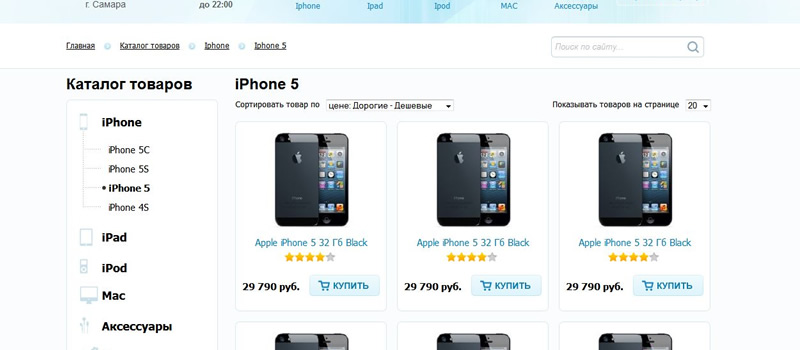 г. Самара
до 22:00
Iphone
Ipad
Ipod
MAC
Аксессуары
Главная
Каталог товаров
Iphone
Iphone 5
Поиск по сайту...
Каталог товаров
iPhone
iPhone 5C
iPhone 5S
iPhone 5
iPhone 4S
iPad
iPod
Mac
Аксессуары
iPhone 5
Сортировать товар по
цене: Дорогие - Дешевые
Показывать товаров на странице
20
Apple iPhone 5 32 Гб Black
29 790 руб.
КУПИТЬ
Apple iPhone 5 32 Гб Black
29 790 руб.
КУПИТЬ
Apple iPhone 5 32 Гб Black
29 790 руб.
КУПИТЬ